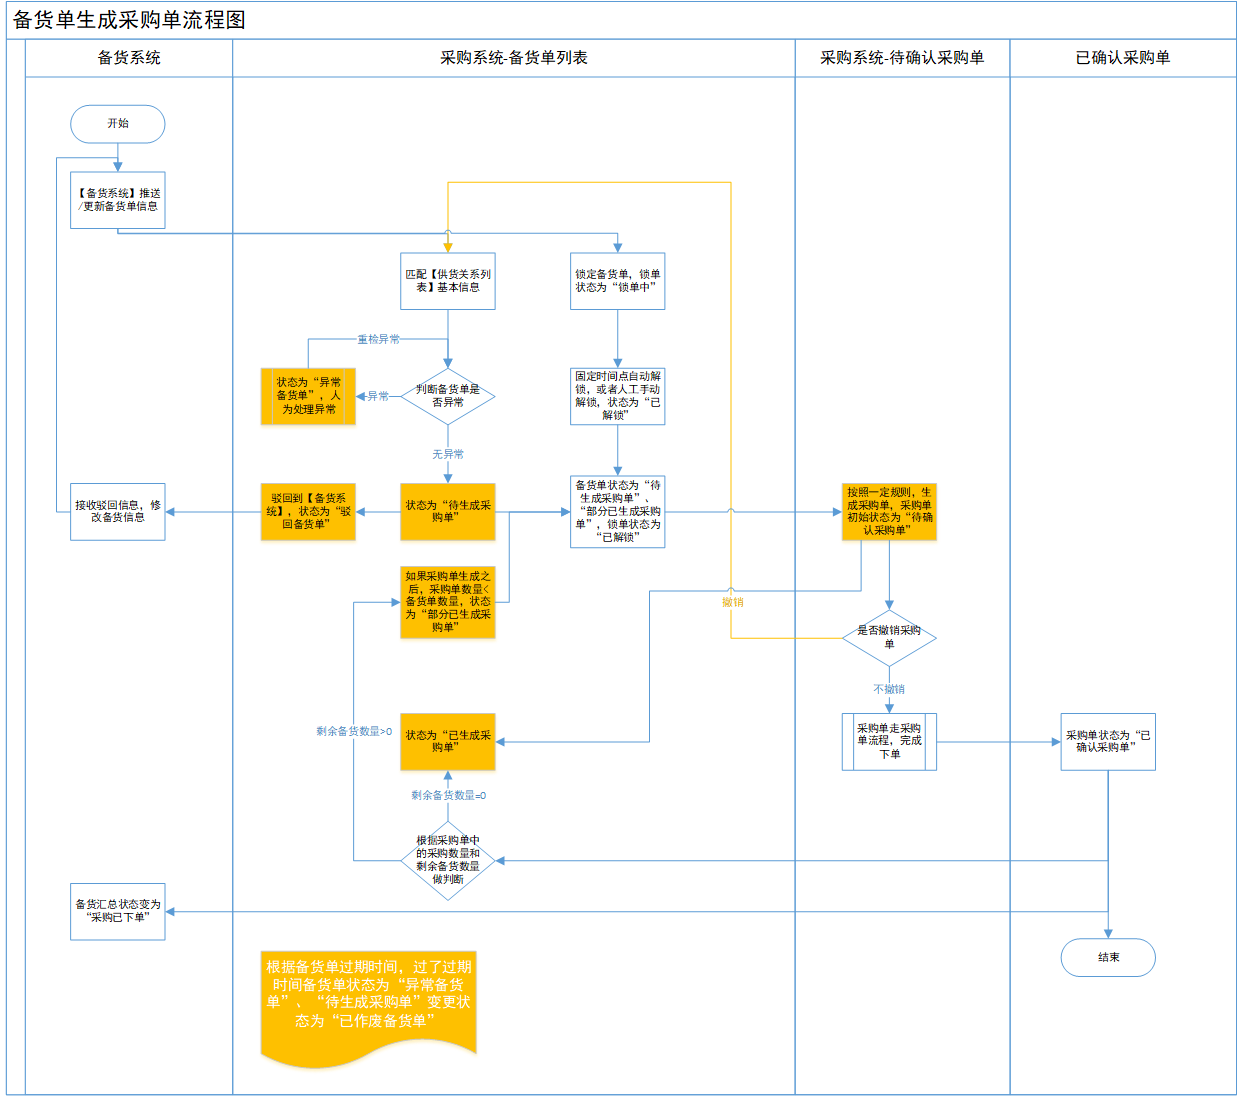 备货单生成采购单流程图
备货系统
采购系统-备货单列表
采购系统-待确认采购单
已确认采购单
开始
【备货系统】推送
/更新备货单信息
匹配【供货关系列
表】基本信息
锁定备货单，锁单
状态为“锁单中”
重检异常
状态为“异常
备货单”，人
为处理异常
异常
判断备货单是
否异常
固定时间点自动解
锁，或者人工手动
解锁，状态为“已
解锁”
无异常
接收驳回信息，修
改备货信息
驳回到【备货系
统】，状态为“驳
回备货单”
状态为“待生成采
购单”
备货单状态为“待
生成采购单”、
“部分已生成采购
单”，锁单状态为
“已解锁”
按照一定规则，生
成采购单，采购单
初始状态为“待确
认采购单”
如果采购单生成之
后，采购单数量<
备货单数量，状态
为“部分已生成采
购单”
撤销
是否撤销采购
单
不撤销
剩余备货数量>0
状态为“已生成采
购单”
采购单走采购
单流程，完成
下单
采购单状态为“已
确认采购单”
剩余备货数量=0
根据采购单中
的采购数量和
剩余备货数量
做判断
备货汇总状态变为
“采购已下单”
结束
根据备货单过期时间，过了过期
时间备货单状态为“异常备货
单”、“待生成采购单”变更状
态为“已作废备货单”